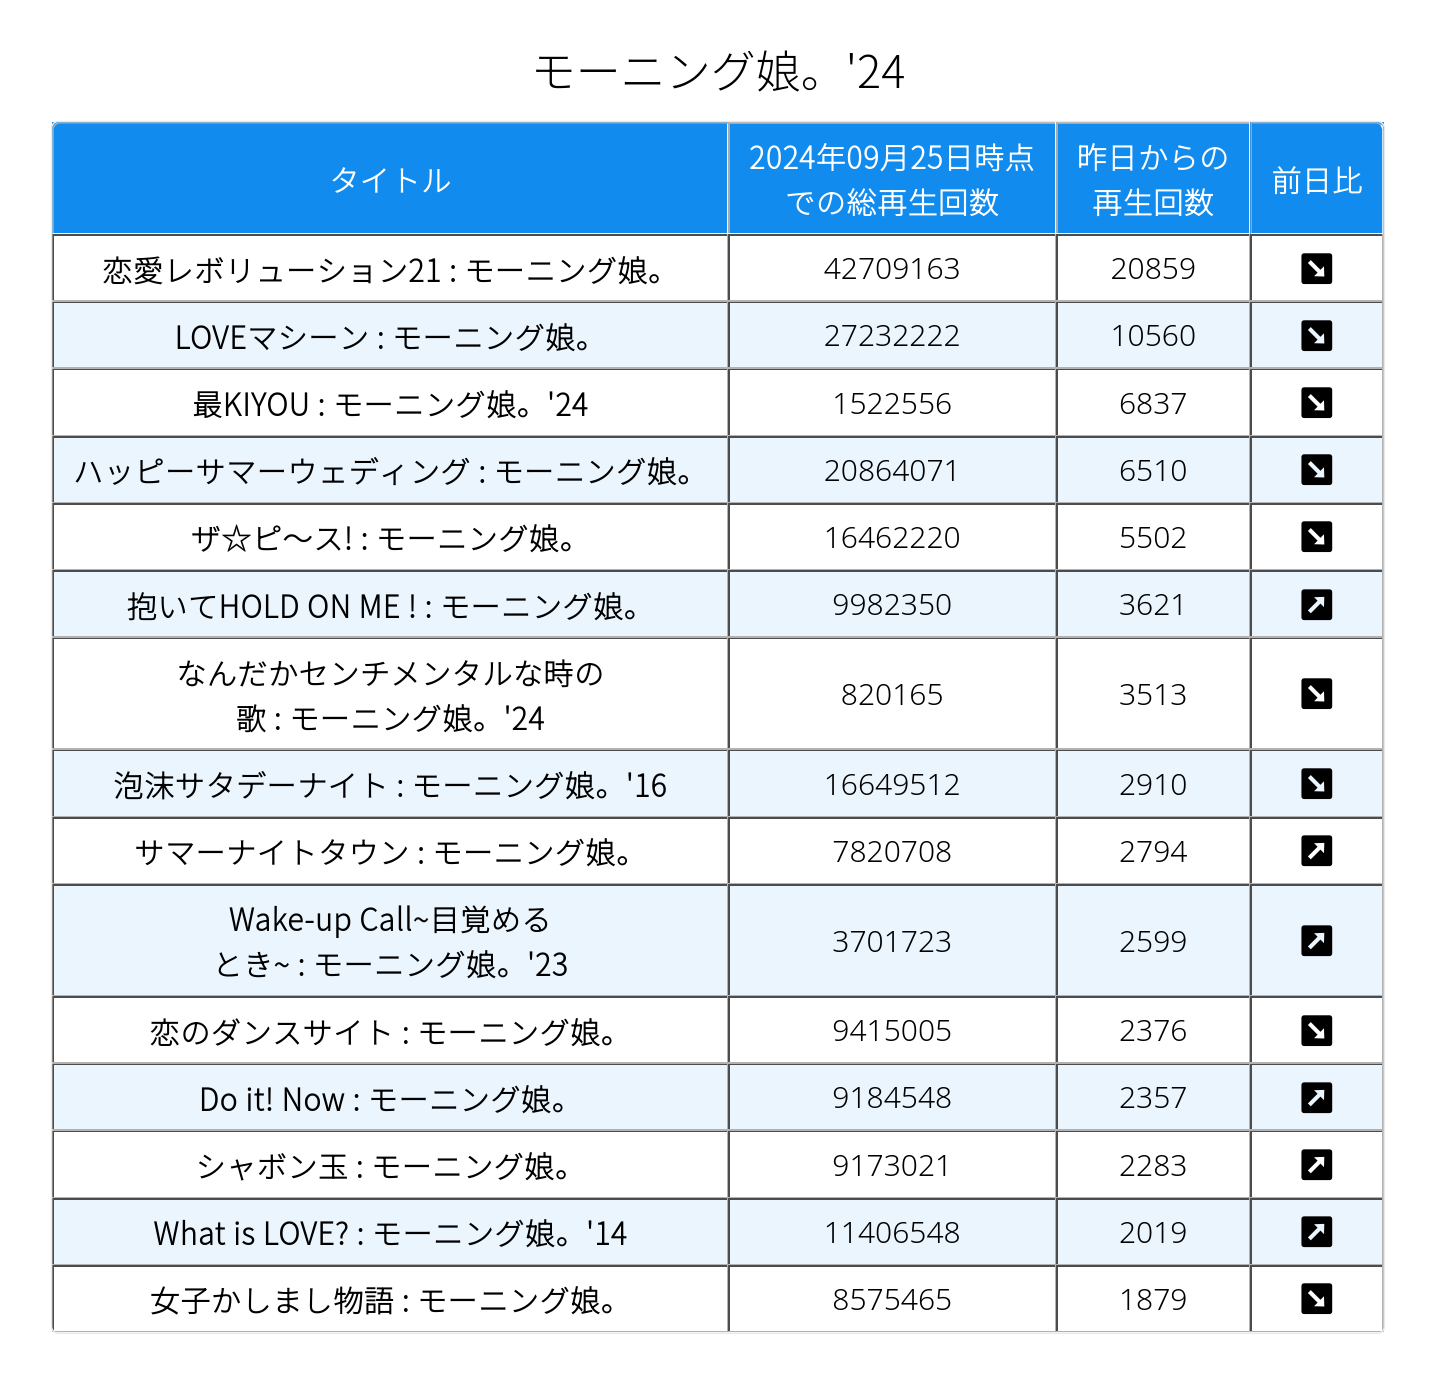 モーニング娘。'24
タイトル
2024年09月25日時点
での総再生回数
昨日からの
再生回数
前日比
恋愛レボリューション21 : モーニング娘。 42709163 20859 ↘
LOVEマシーン : モーニング娘。 27232222 10560 ↘
最KIYOU : モーニング娘。'24 1522556 6837 ↘
ハッピーサマーウェディング : モーニング娘。 20864071 6510 ↘
ザ☆ピ〜ス! : モーニング娘。 16462220 5502 ↘
抱いてHOLD ON ME ! : モーニング娘。 9982350 3621 ↗
なんだかセンチメンタルな時の
歌 : モーニング娘。'24 820165 3513 ↘
泡沫サタデーナイト : モーニング娘。'16 16649512 2910 ↘
サマーナイトタウン : モーニング娘。 7820708 2794 ↗
Wake-up Call~目覚める
とき~ : モーニング娘。'23 3701723 2599 ↗
恋のダンスサイト : モーニング娘。 9415005 2376 ↘
Do it! Now : モーニング娘。 9184548 2357 ↗
シャボン玉 : モーニング娘。 9173021 2283 ↗
What is LOVE? : モーニング娘。'14 11406548 2019 ↗
女子かしまし物語 : モーニング娘。 8575465 1879 ↘